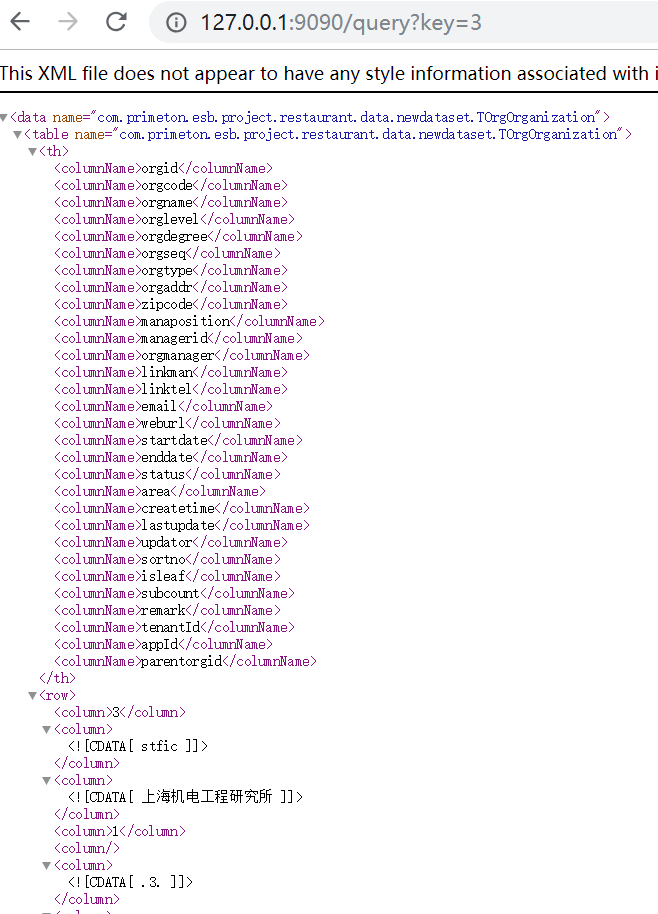 127.0.0.1:9090/query?key=3
This XML file does not appear to have any style information associated with i
<data name="com.primeton.esb.project.restaurant.data.newdataset.TOrgOrganization">
<table name="com.primeton.esb.project.restaurant.data.newdataset.TOrgOrganization">
<th>
<columnName>orgid</columnName>
<columnName>orgcode</columnName>
<columnName>orgname</columnName>
<columnName>orglevel</columnName>
<columnName>orgdegree</columnName>
<columnName>orgseq</columnName>
<columnName>orgtype</columnName>
<columnName>orgaddr</columnName>
<columnName>zipcode</columnName>
<columnName>manaposition</columnName>
<columnName>managerid</columnName>
<columnName>orgmanager</columnName>
<columnName>linkman</columnName>
<columnName>linktel</columnName>
<columnName>email</columnName>
<columnName>weburl</columnName>
<columnName>startdate</columnName>
<columnName>enddate</columnName>
<columnName>status</columnName>
<columnName>area</columnName>
<columnName>createtime</columnName>
<columnName>lastupdate</columnName>
<columnName>updator</columnName>
<columnName>sortno</columnName>
<columnName>isleaf</columnName>
<columnName>subcount</columnName>
<columnName>remark</columnName>
<columnName>tenantId</columnName>
<columnName>appId</columnName>
<columnName>parentorgid</columnName>
</th>
<row>
<column>3</column>
<column>
<![CDATA[ stfic ]]>
</column>
<column>
<![CDATA[ 上海机电工程研究所 ]]>
</column>
<column>1</column>
<column/>
<column>
<![CDATA[ .3. ]]>
</column>